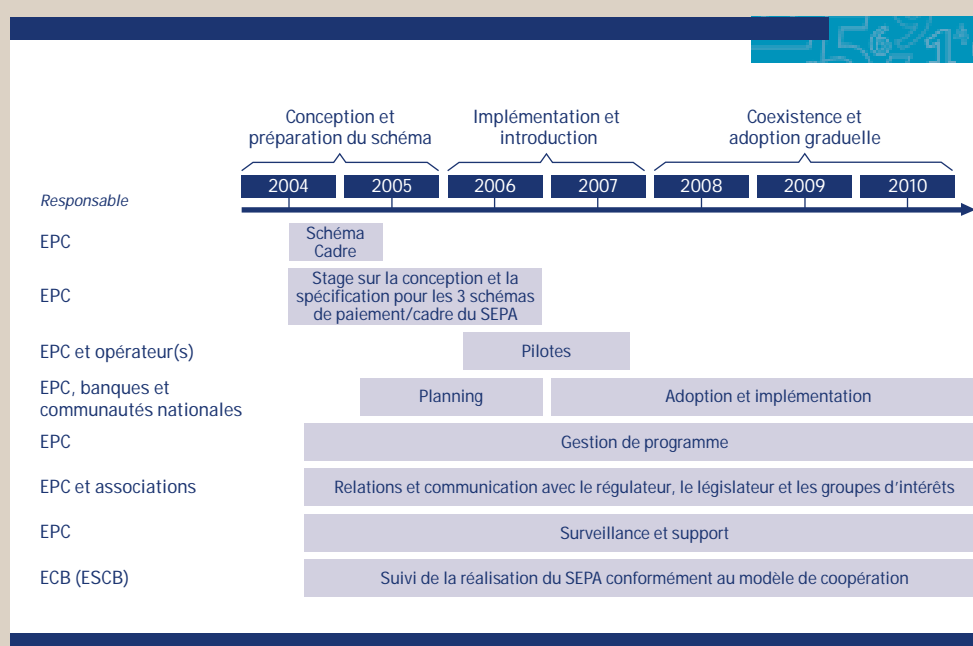 Conception et
préparation du schéma
Implémentation et
introduction
Coexistence et
adoption graduelle
2004 2005 2006 2007 2008 2009 2010
Responsable
EPC
Schéma
Cadre
EPC
Stage sur la conception et la
spécification pour les 3 schémas
de paiement/cadre du SEPA
EPC et opérateur(s)
Pilotes
EPC, banques et
communautés nationales
Planning
Adoption et implémentation
EPC
Gestion de programme
EPC et associations
Relations et communication avec le régulateur, le législateur et les groupes d'intérêts
EPC
Surveillance et support
ECB (ESCB)
Suivi de la réalisation du SEPA conformément au modèle de coopération